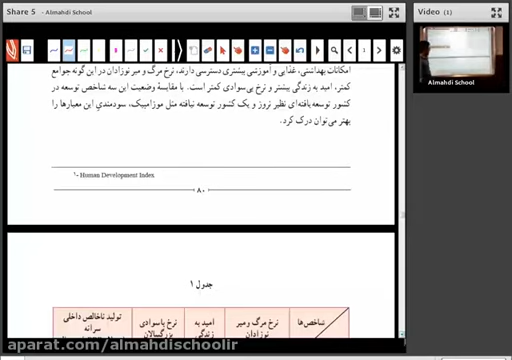 Share 5 - Almahdi School
Video (1)
امکانات بهداشتی، غذایی و آموزشی بیشتری دسترسی دارند، نرخ مرگ و میر نوزادان در این گونه جوامع
کمتر، امید به زندگی بیشتر و نرخ بی‌سوادی کمتر است. با مقایسهٔ وضعیت این سه شاخص توسعه در
کشور توسعه یافته‌ای نظیر نروژ و یک کشور توسعه نیافته مثل موزامبیک، سودمندی این معیارها را
بهتر می‌توان درک کرد.
۱- Human Development Index
۸۰
جدول ۱
شاخص‌ها
نرخ مرگ و میر نوزادان
امید به زندگی
نرخ باسوادی بزرگسالان
تولید ناخالص داخلی سرانه
Almahdi School
aparat.com/almahdischoolir